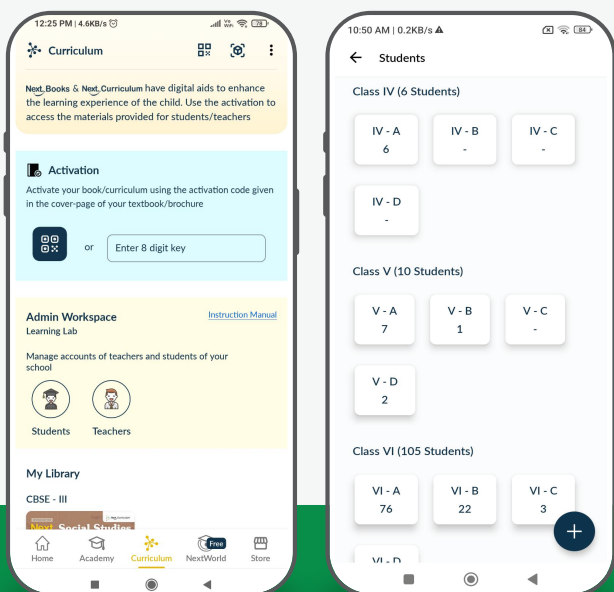 12:25 PM | 4.6KB/s
78
Curriculum
Next Books & Next Curriculum have digital aids to enhance
the learning experience of the child. Use the activation to
access the materials provided for students/teachers
Activation
Activate your book/curriculum using the activation code given
in the cover-page of your textbook/brochure
or
Enter 8 digit key
Admin Workspace
Instruction Manual
Learning Lab
Manage accounts of teachers and students of your
school
Students
Teachers
My Library
CBSE - III
Next Social Studies
Free
Home
Academy
Curriculum
NextWorld
Store
10:50 AM | 0.2KB/s
84
Students
Class IV (6 Students)
IV - A
IV - B
IV - C
6
-
-
IV - D
-
Class V (10 Students)
V - A
V - B
V - C
7
1
-
V - D
2
Class VI (105 Students)
VI - A
VI - B
VI - C
76
22
3
VI - D